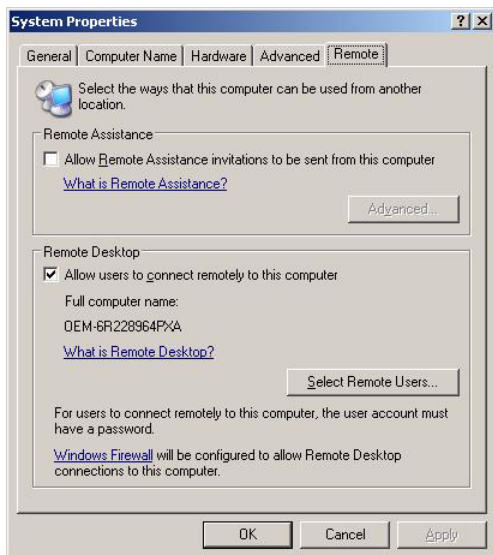 System Properties
General
Computer Name
Hardware
Advanced
Remote
Select the ways that this computer can be used from another
location.
Remote Assistance
Allow Remote Assistance invitations to be sent from this computer
What is Remote Assistance?
Advanced...
Remote Desktop
Allow users to connect remotely to this computer
Full computer name:
OEM-6R228964PXA
What is Remote Desktop?
Select Remote Users...
For users to connect remotely to this computer, the user account must
have a password.
Windows Firewall will be configured to allow Remote Desktop
connections to this computer.
OK
Cancel
Apply